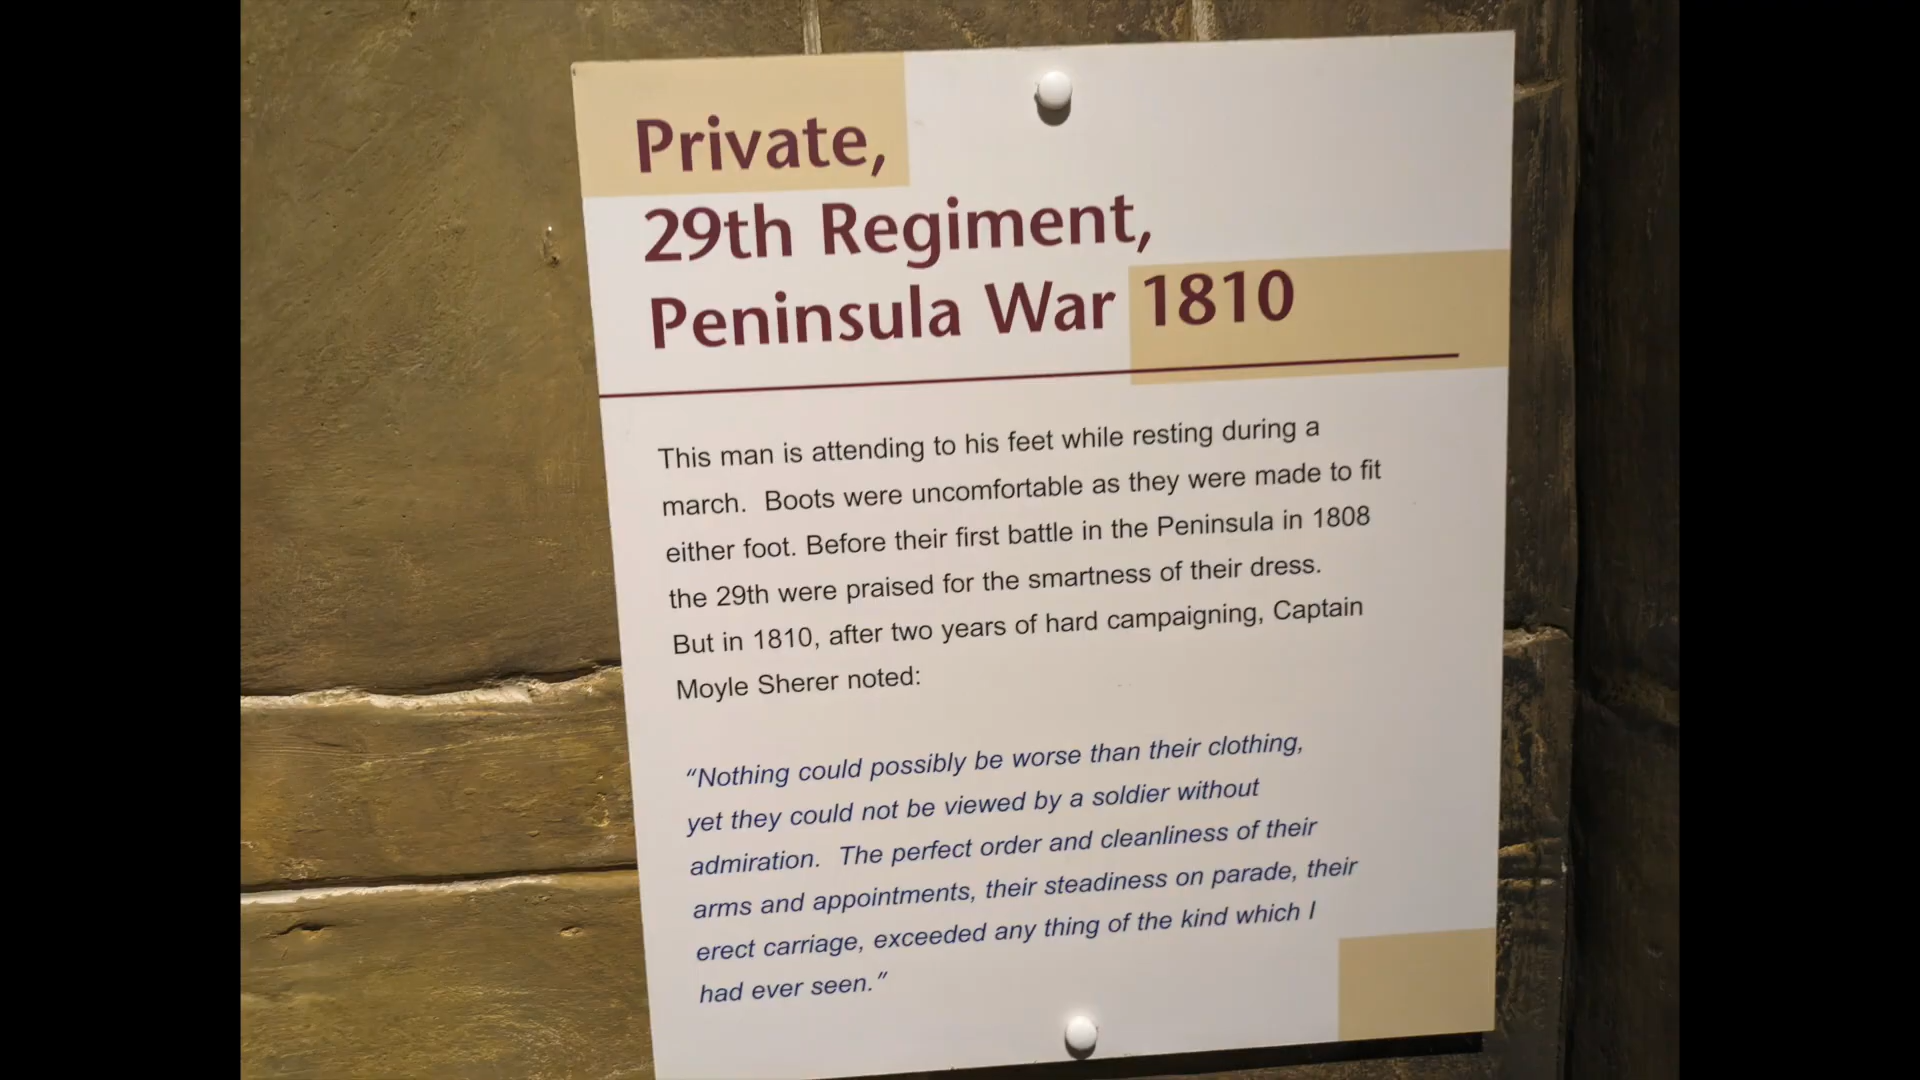 Private,
29th Regiment,
Peninsula War 1810
This man is attending to his feet while resting during a
march. Boots were uncomfortable as they were made to fit
either foot. Before their first battle in the Peninsula in 1808
the 29th were praised for the smartness of their dress.
But in 1810, after two years of hard campaigning, Captain
Moyle Sherer noted:
“Nothing could possibly be worse than their clothing,
yet they could not be viewed by a soldier without
admiration. The perfect order and cleanliness of their
arms and appointments, their steadiness on parade, their
erect carriage, exceeded any thing of the kind which I
had ever seen.”